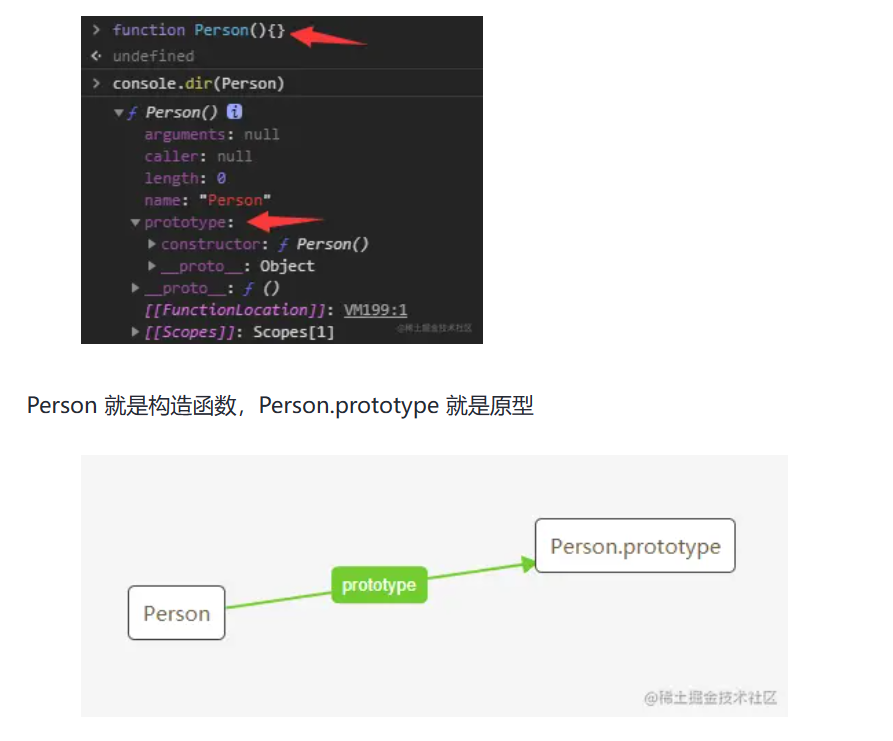 > function Person(){}
undefined
> console.dir(Person)
ƒ Person() i
arguments: null
caller: null
length: 0
name: "Person"
prototype:
constructor: ƒ Person()
__proto__: Object
__proto__: ƒ ()
[[FunctionLocation]]: VM199:1
[[Scopes]]: Scopes[1]
@稀土掘金技术社区
Person 就是构造函数，Person.prototype 就是原型
Person.prototype
prototype
Person
@稀土掘金技术社区